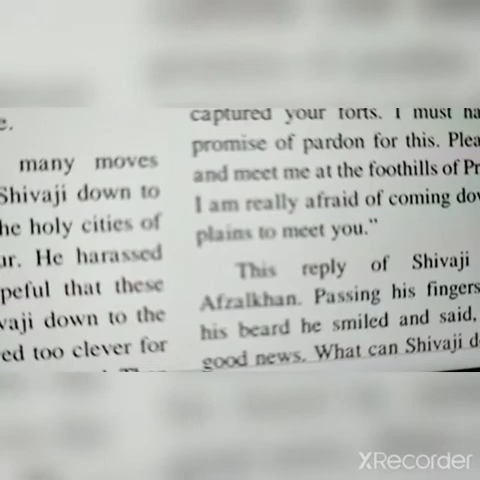 e.
many moves
Shivaji down to
he holy cities of
ur. He harassed
peful that these
vaji down to the
ed too clever for
captured your forts. I must ha
promise of pardon for this. Plea
and meet me at the foothills of Pr
I am really afraid of coming dov
plains to meet you."
This reply of Shivaji
Afzalkhan. Passing his fingers
his beard he smiled and said,
good news. What can Shivaji d
XRecorder